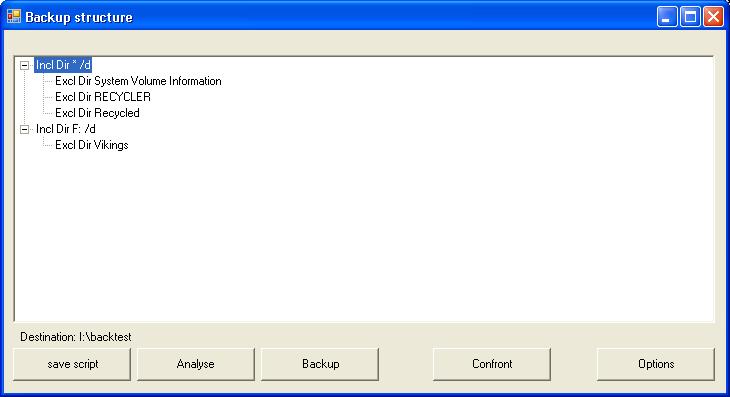 Backup structure
Incl Dir * /d
Excl Dir System Volume Information
Excl Dir RECYCLER
Excl Dir Recycled
Incl Dir F: /d
Excl Dir Vikings
Destination: I:\backtest
save script Analyse Backup Confront Options